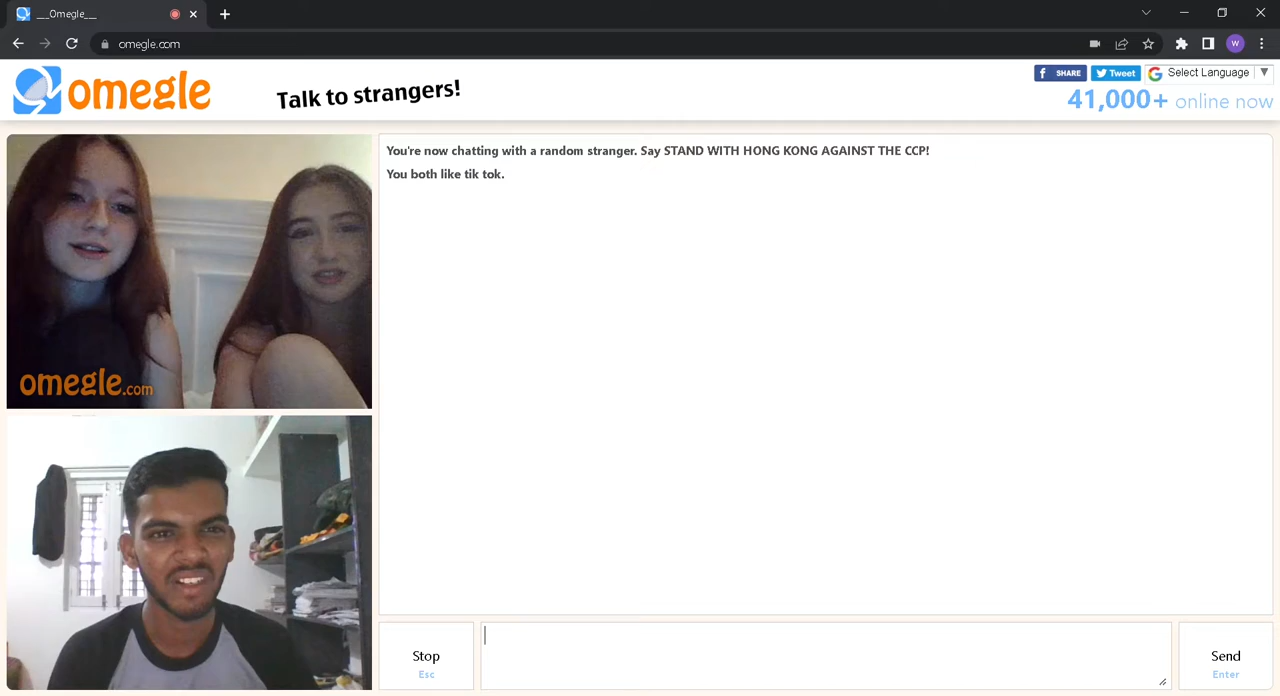 __Omegle__
omegle.com
W
omegle
Talk to strangers!
f SHARE
Tweet
G Select Language ▼
41,000+ online now
You're now chatting with a random stranger. Say STAND WITH HONG KONG AGAINST THE CCP!
You both like tik tok.
omegle.com
Stop
Esc
Send
Enter